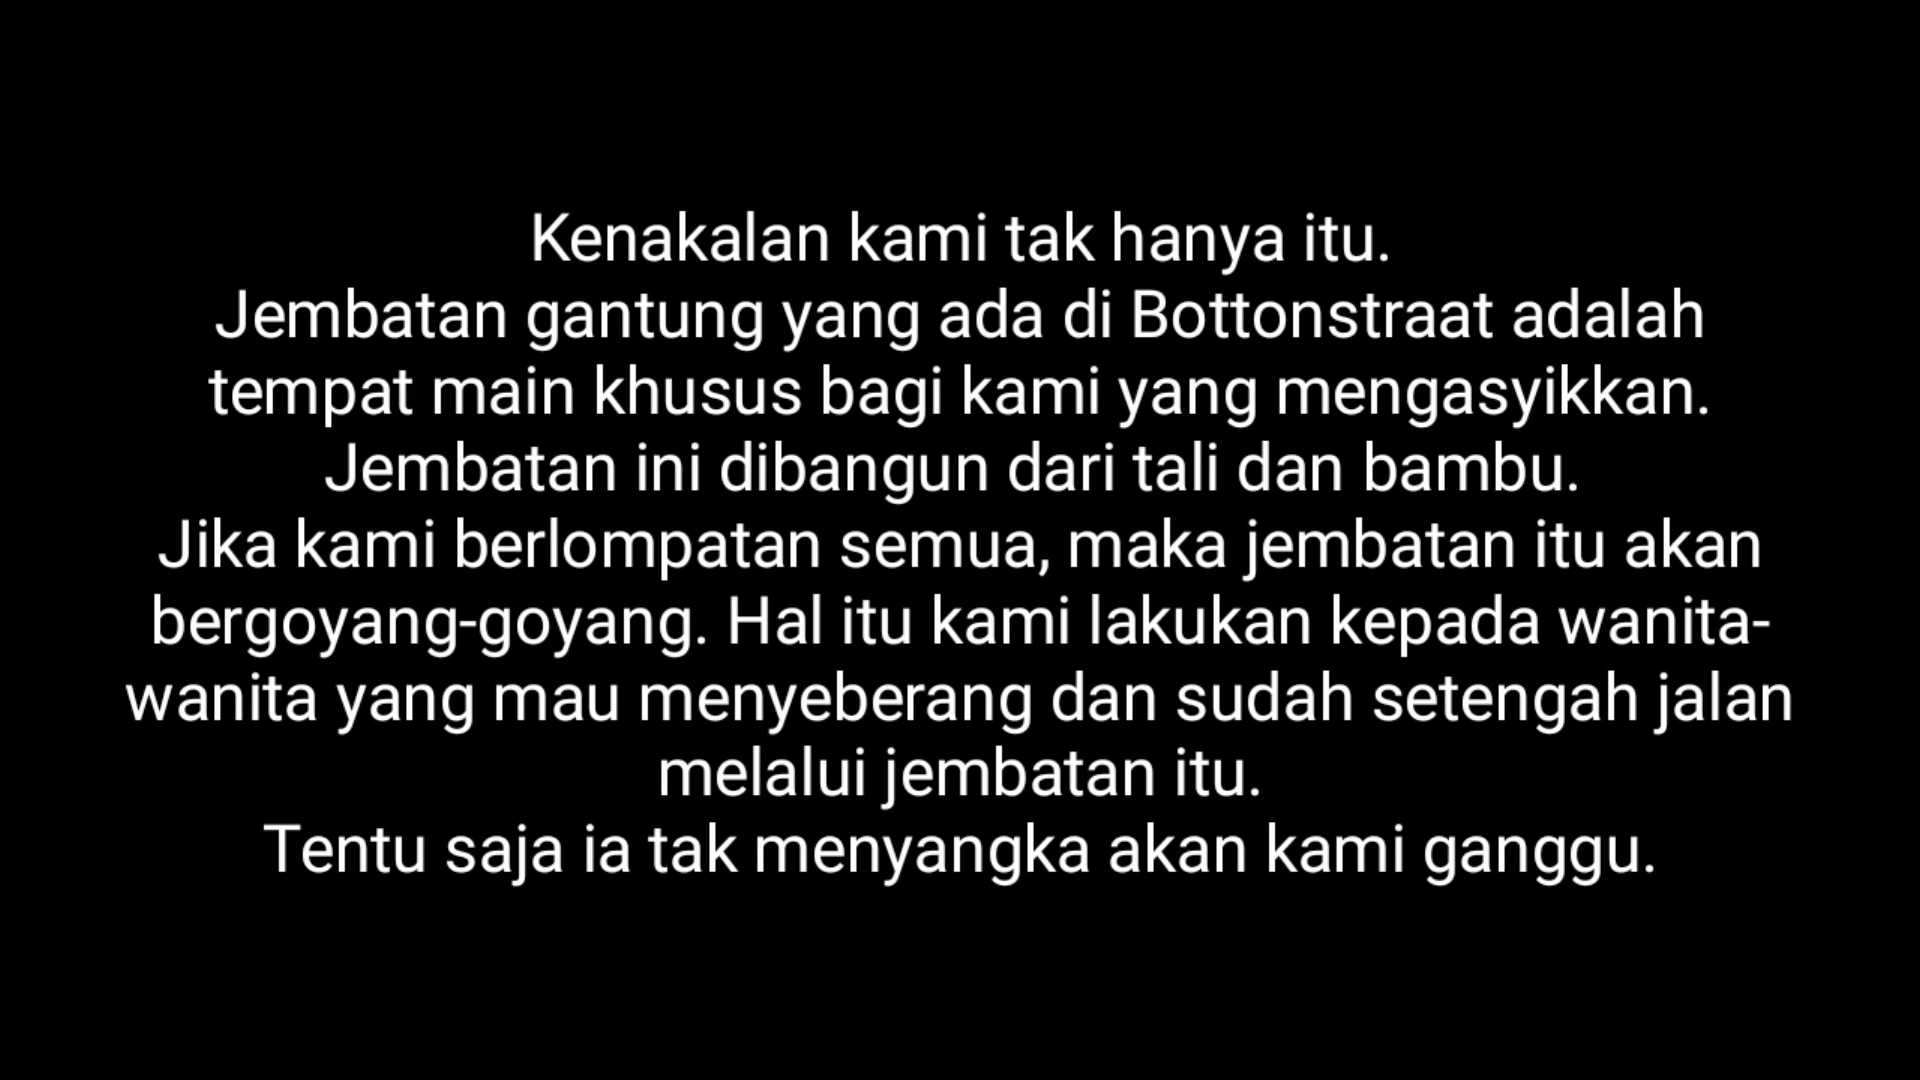 Kenakalan kami tak hanya itu.
Jembatan gantung yang ada di Bottonstraat adalah
tempat main khusus bagi kami yang mengasyikkan.
Jembatan ini dibangun dari tali dan bambu.
Jika kami berlompatan semua, maka jembatan itu akan
bergoyang-goyang. Hal itu kami lakukan kepada wanita-
wanita yang mau menyeberang dan sudah setengah jalan
melalui jembatan itu.
Tentu saja ia tak menyangka akan kami ganggu.